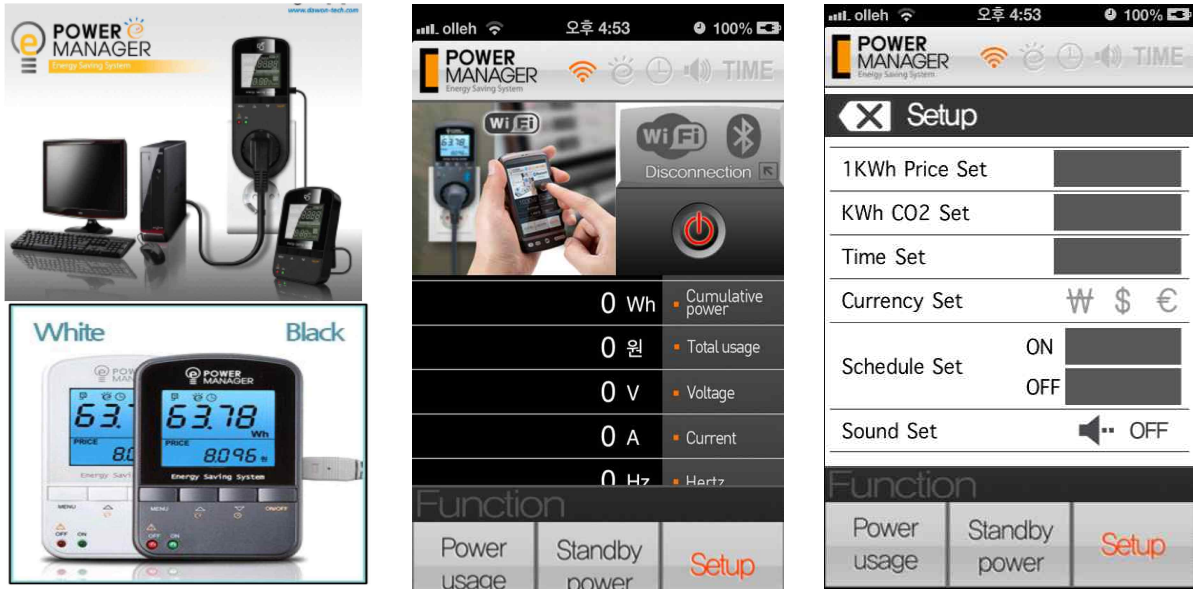 www.dawon-tech.com
POWER
MANAGER
Energy Saving System
White
Black
POWER
MANAGER
63.78
Wh
PRICE
8.096
Energy Saving System
MENU
ON/OFF
OFF ON
MENU
OFF ON
olleh
오후 4:53
100%
POWER
MANAGER
Energy Saving System
TIME
WiFi
WiFi
Disconnection
0 Wh
Cumulative
power
0 원
Total usage
0 V
Voltage
0 A
Current
0 Hz
Hertz
Function
Power
usage
Standby
power
Setup
olleh
오후 4:53
100%
POWER
MANAGER
Energy Saving System
TIME
Setup
1KWh Price Set
KWh CO2 Set
Time Set
Currency Set
₩ $ €
Schedule Set
ON
OFF
Sound Set
OFF
Function
Power
usage
Standby
power
Setup